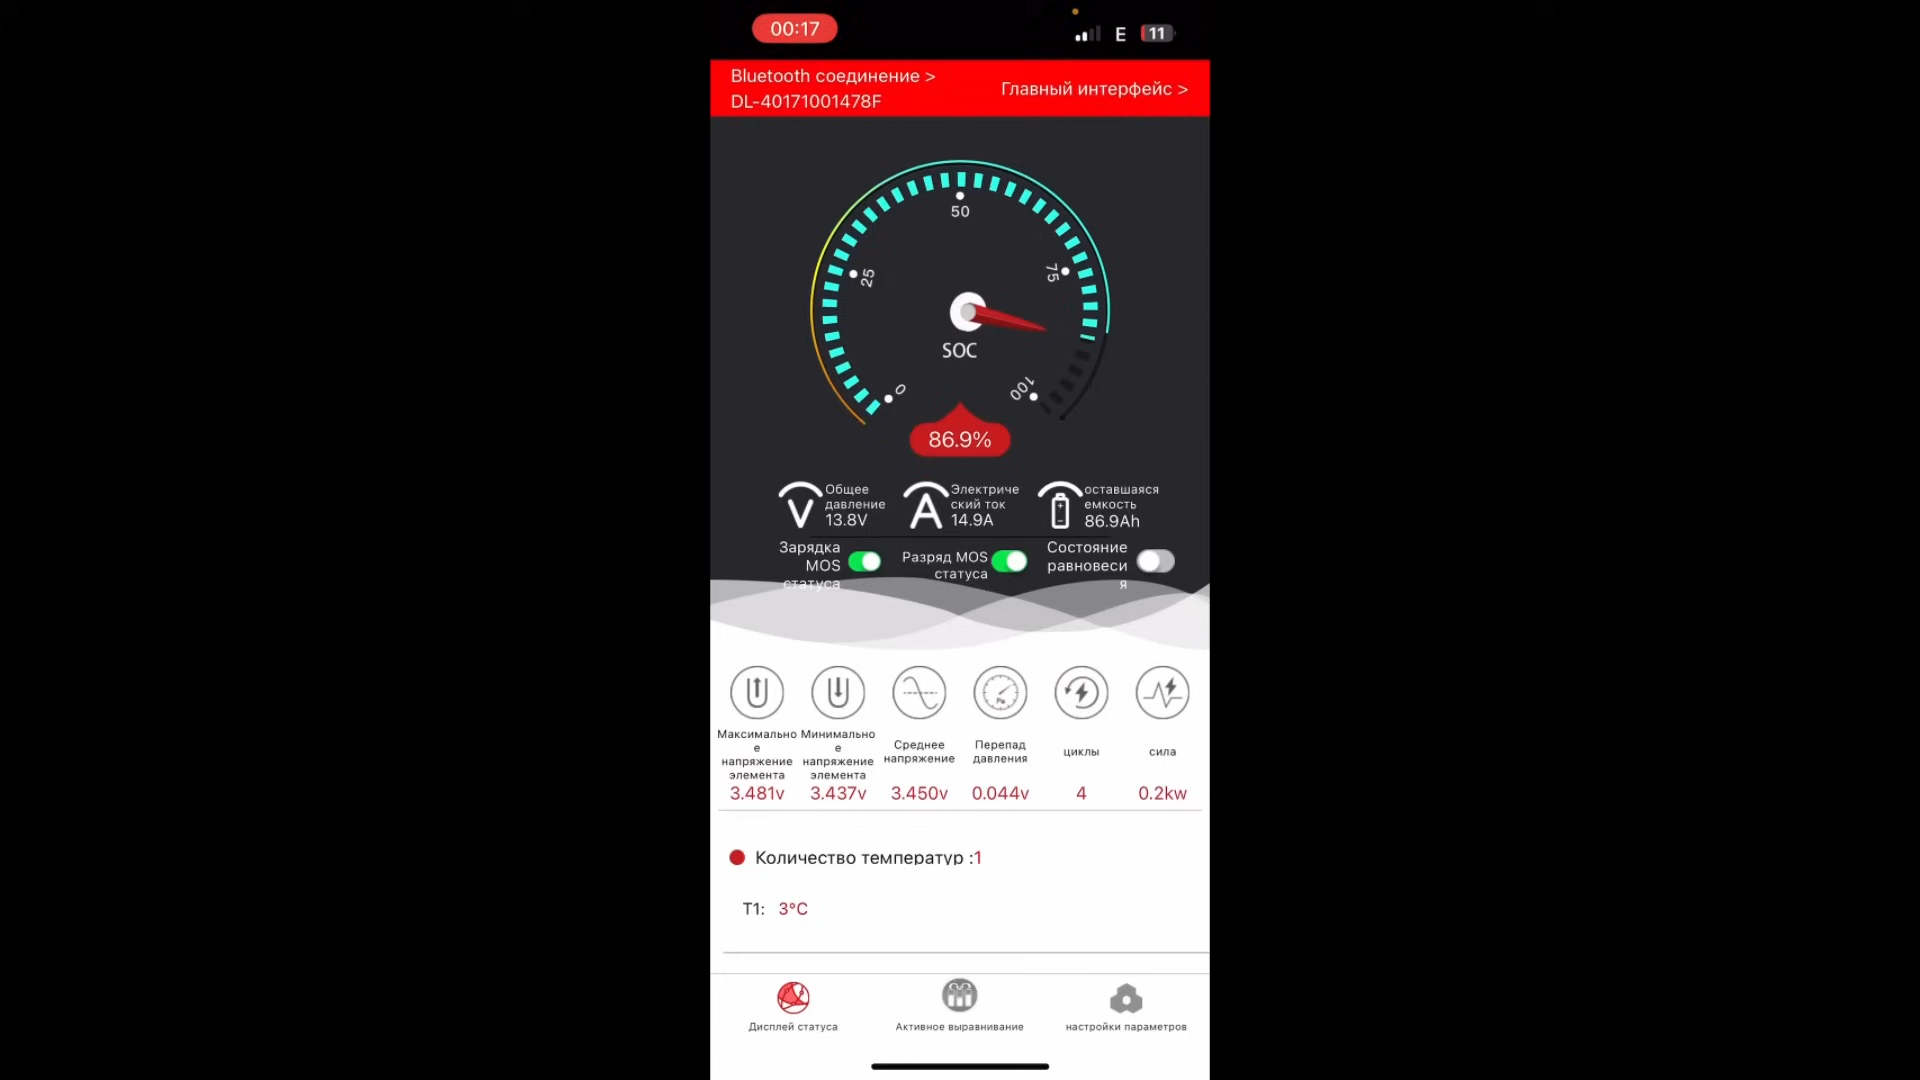 00:17
E
11
Bluetooth соединение >
DL-40171001478F
Главный интерфейс >
50
25
75
0
100
SOC
86.9%
Общее
давление
13.8V
Электриче
ский ток
14.9A
оставшаяся
емкость
86.9Ah
Зарядка
MOS
статуса
Разряд MOS
статуса
Состояние
равновеси
я
Максимально
е
напряжение
элемента
3.481v
Минимально
е
напряжение
элемента
3.437v
Среднее
напряжение
3.450v
Перепад
давления
0.044v
циклы
4
сила
0.2kw
Количество температур :1
T1: 3°C
Дисплей статуса
Активное выравнивание
настройки параметров